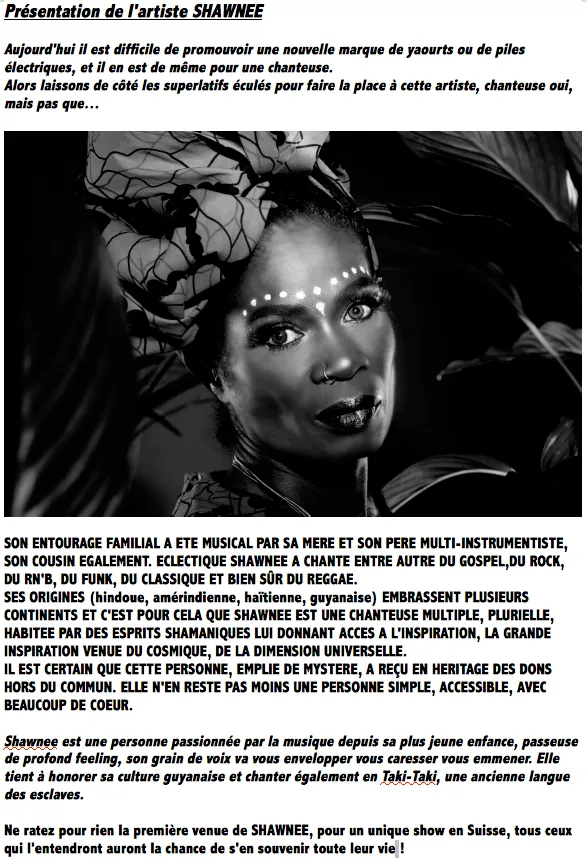 Présentation de l'artiste SHAWNEE
Aujourd'hui il est difficile de promouvoir une nouvelle marque de yaourts ou de piles
électriques, et il en est de même pour une chanteuse.
Alors laissons de côté les superlatifs éculés pour faire la place à cette artiste, chanteuse oui,
mais pas que...
SON ENTOURAGE FAMILIAL A ETE MUSICAL PAR SA MERE ET SON PERE MULTI-INSTRUMENTISTE,
SON COUSIN EGALEMENT. ECLECTIQUE SHAWNEE A CHANTE ENTRE AUTRE DU GOSPEL,DU ROCK,
DU RN'B, DU FUNK, DU CLASSIQUE ET BIEN SÛR DU REGGAE.
SES ORIGINES (hindoue, amérindienne, haïtienne, guyanaise) EMBRASSENT PLUSIEURS
CONTINENTS ET C'EST POUR CELA QUE SHAWNEE EST UNE CHANTEUSE MULTIPLE, PLURIELLE,
HABITEE PAR DES ESPRITS SHAMANIQUES LUI DONNANT ACCES A L'INSPIRATION, LA GRANDE
INSPIRATION VENUE DU COSMIQUE, DE LA DIMENSION UNIVERSELLE.
IL EST CERTAIN QUE CETTE PERSONNE, EMPLIE DE MYSTERE, A REÇU EN HERITAGE DES DONS
HORS DU COMMUN. ELLE N'EN RESTE PAS MOINS UNE PERSONNE SIMPLE, ACCESSIBLE, AVEC
BEAUCOUP DE COEUR.
Shawnee est une personne passionnée par la musique depuis sa plus jeune enfance, passeuse
de profond feeling, son grain de voix va vous envelopper vous caresser vous emmener. Elle
tient à honorer sa culture guyanaise et chanter également en Taki-Taki, une ancienne langue
des esclaves.
Ne ratez pour rien la première venue de SHAWNEE, pour un unique show en Suisse, tous ceux
qui l'entendront auront la chance de s'en souvenir toute leur vie !